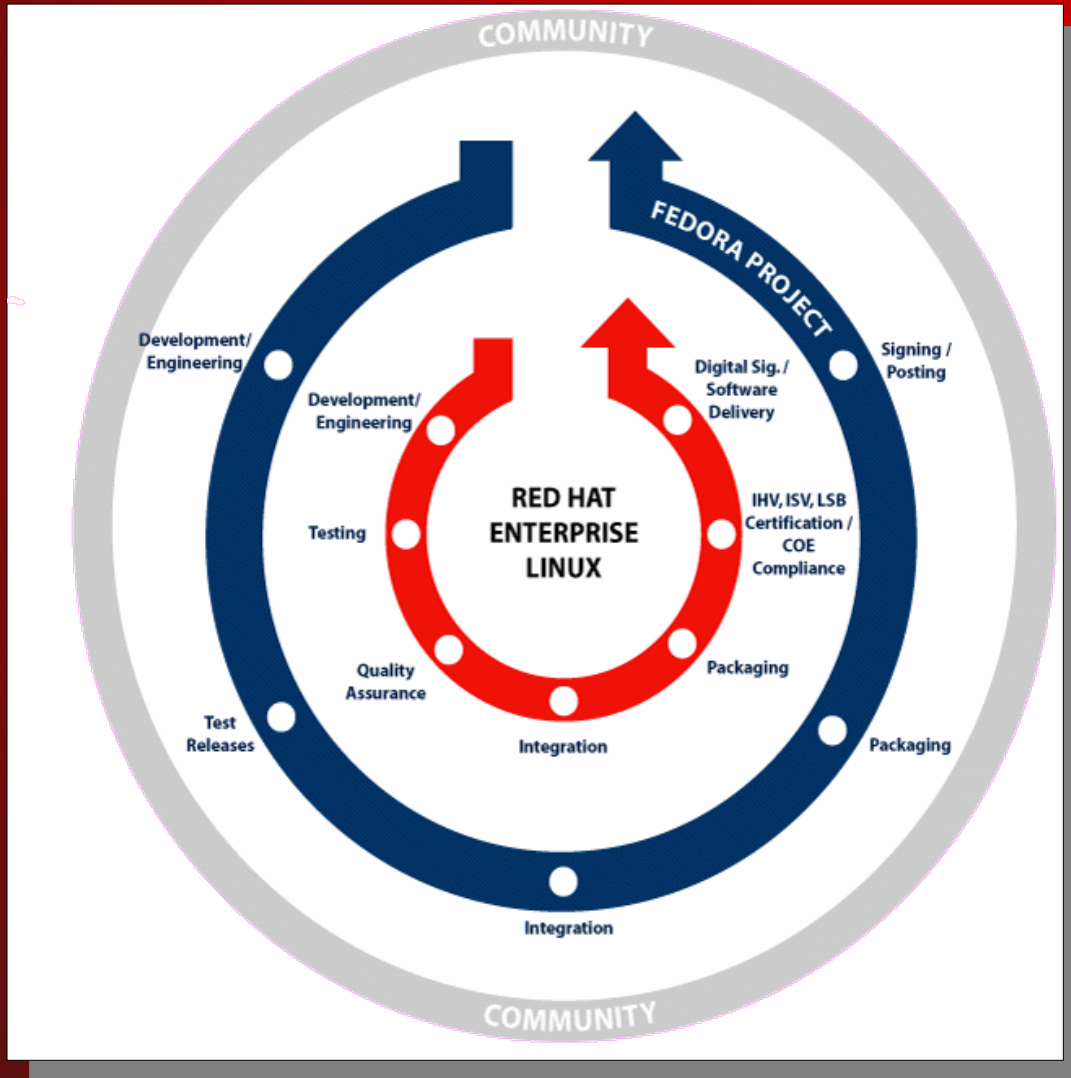 COMMUNITY
FEDORA PROJECT
Development/
Engineering
Signing /
Posting
Development/
Engineering
Digital Sig. /
Software
Delivery
RED HAT
ENTERPRISE
LINUX
Testing
IHV, ISV, LSB
Certification /
COE
Compliance
Quality
Assurance
Packaging
Integration
Test
Releases
Packaging
Integration
COMMUNITY